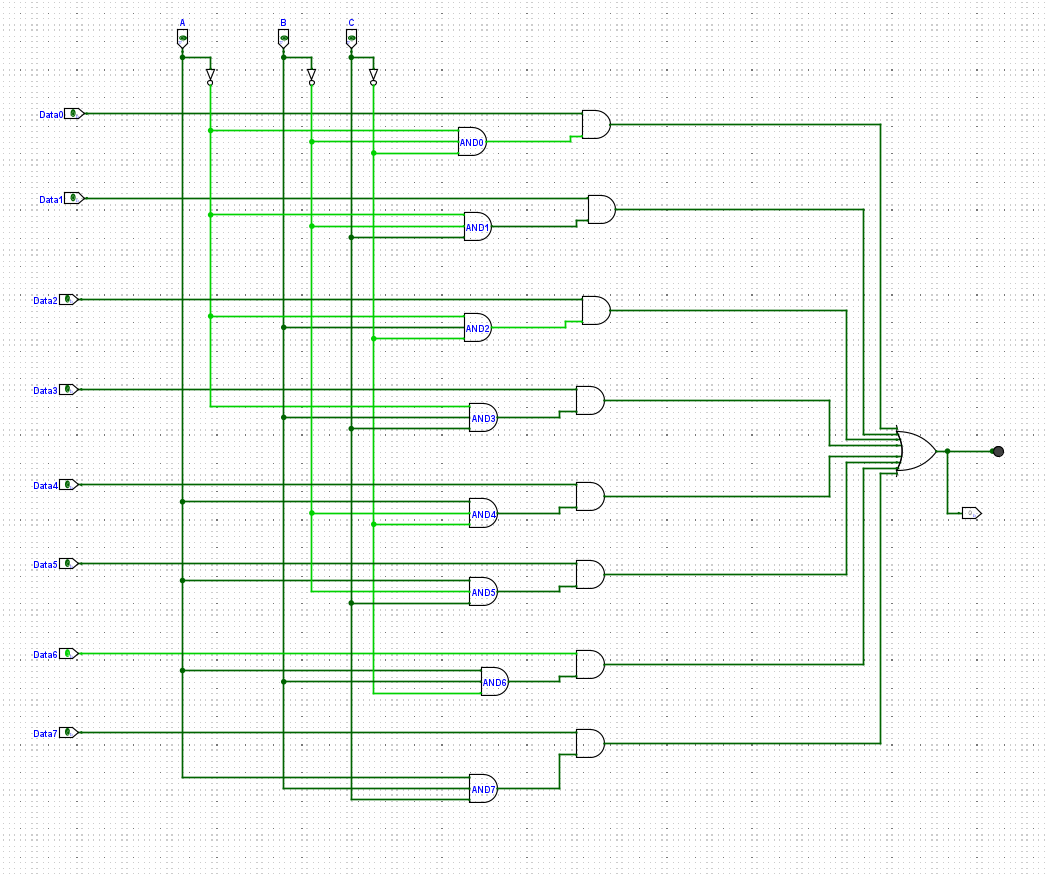 A B C
Data0
AND0
Data1
AND1
Data2
AND2
Data3
AND3
Data4
AND4
Data5
AND5
Data6
AND6
Data7
AND7